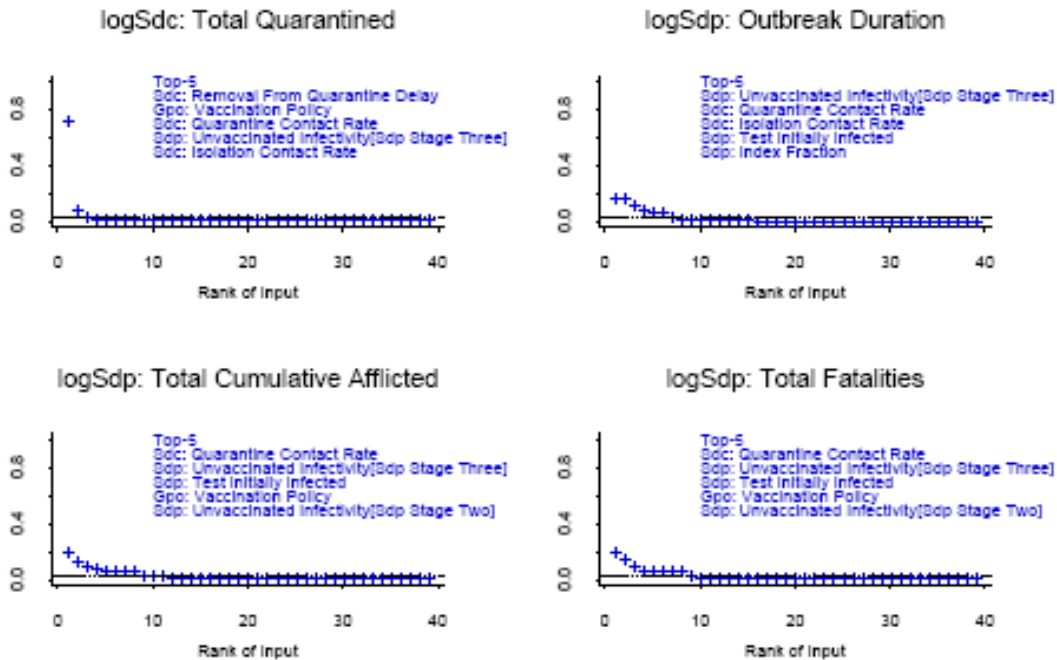 logSdc: Total Quarantined
Top-5
Sdc: Removal From Quarantine Delay
Gpo: Vaccination Policy
Sdc: Quarantine Contact Rate
Sdp: Unvaccinated Infectivity[Sdp Stage Three]
Sdc: Isolation Contact Rate
0.8
0.4
0.0
0 10 20 30 40
Rank of Input
logSdp: Outbreak Duration
Top-5
Sdp: Unvaccinated Infectivity[Sdp Stage Three]
Sdc: Quarantine Contact Rate
Sdc: Isolation Contact Rate
Sdp: Test Initially Infected
Sdp: Index Fraction
0.8
0.4
0.0
0 10 20 30 40
Rank of Input
logSdp: Total Cumulative Afflicted
Top-5
Sdc: Quarantine Contact Rate
Sdp: Unvaccinated Infectivity[Sdp Stage Three]
Sdp: Test Initially Infected
Gpo: Vaccination Policy
Sdp: Unvaccinated Infectivity[Sdp Stage Two]
0.8
0.4
0.0
0 10 20 30 40
Rank of Input
logSdp: Total Fatalities
Top-5
Sdc: Quarantine Contact Rate
Sdp: Unvaccinated Infectivity[Sdp Stage Three]
Sdp: Test Initially Infected
Gpo: Vaccination Policy
Sdp: Unvaccinated Infectivity[Sdp Stage Two]
0.8
0.4
0.0
0 10 20 30 40
Rank of Input